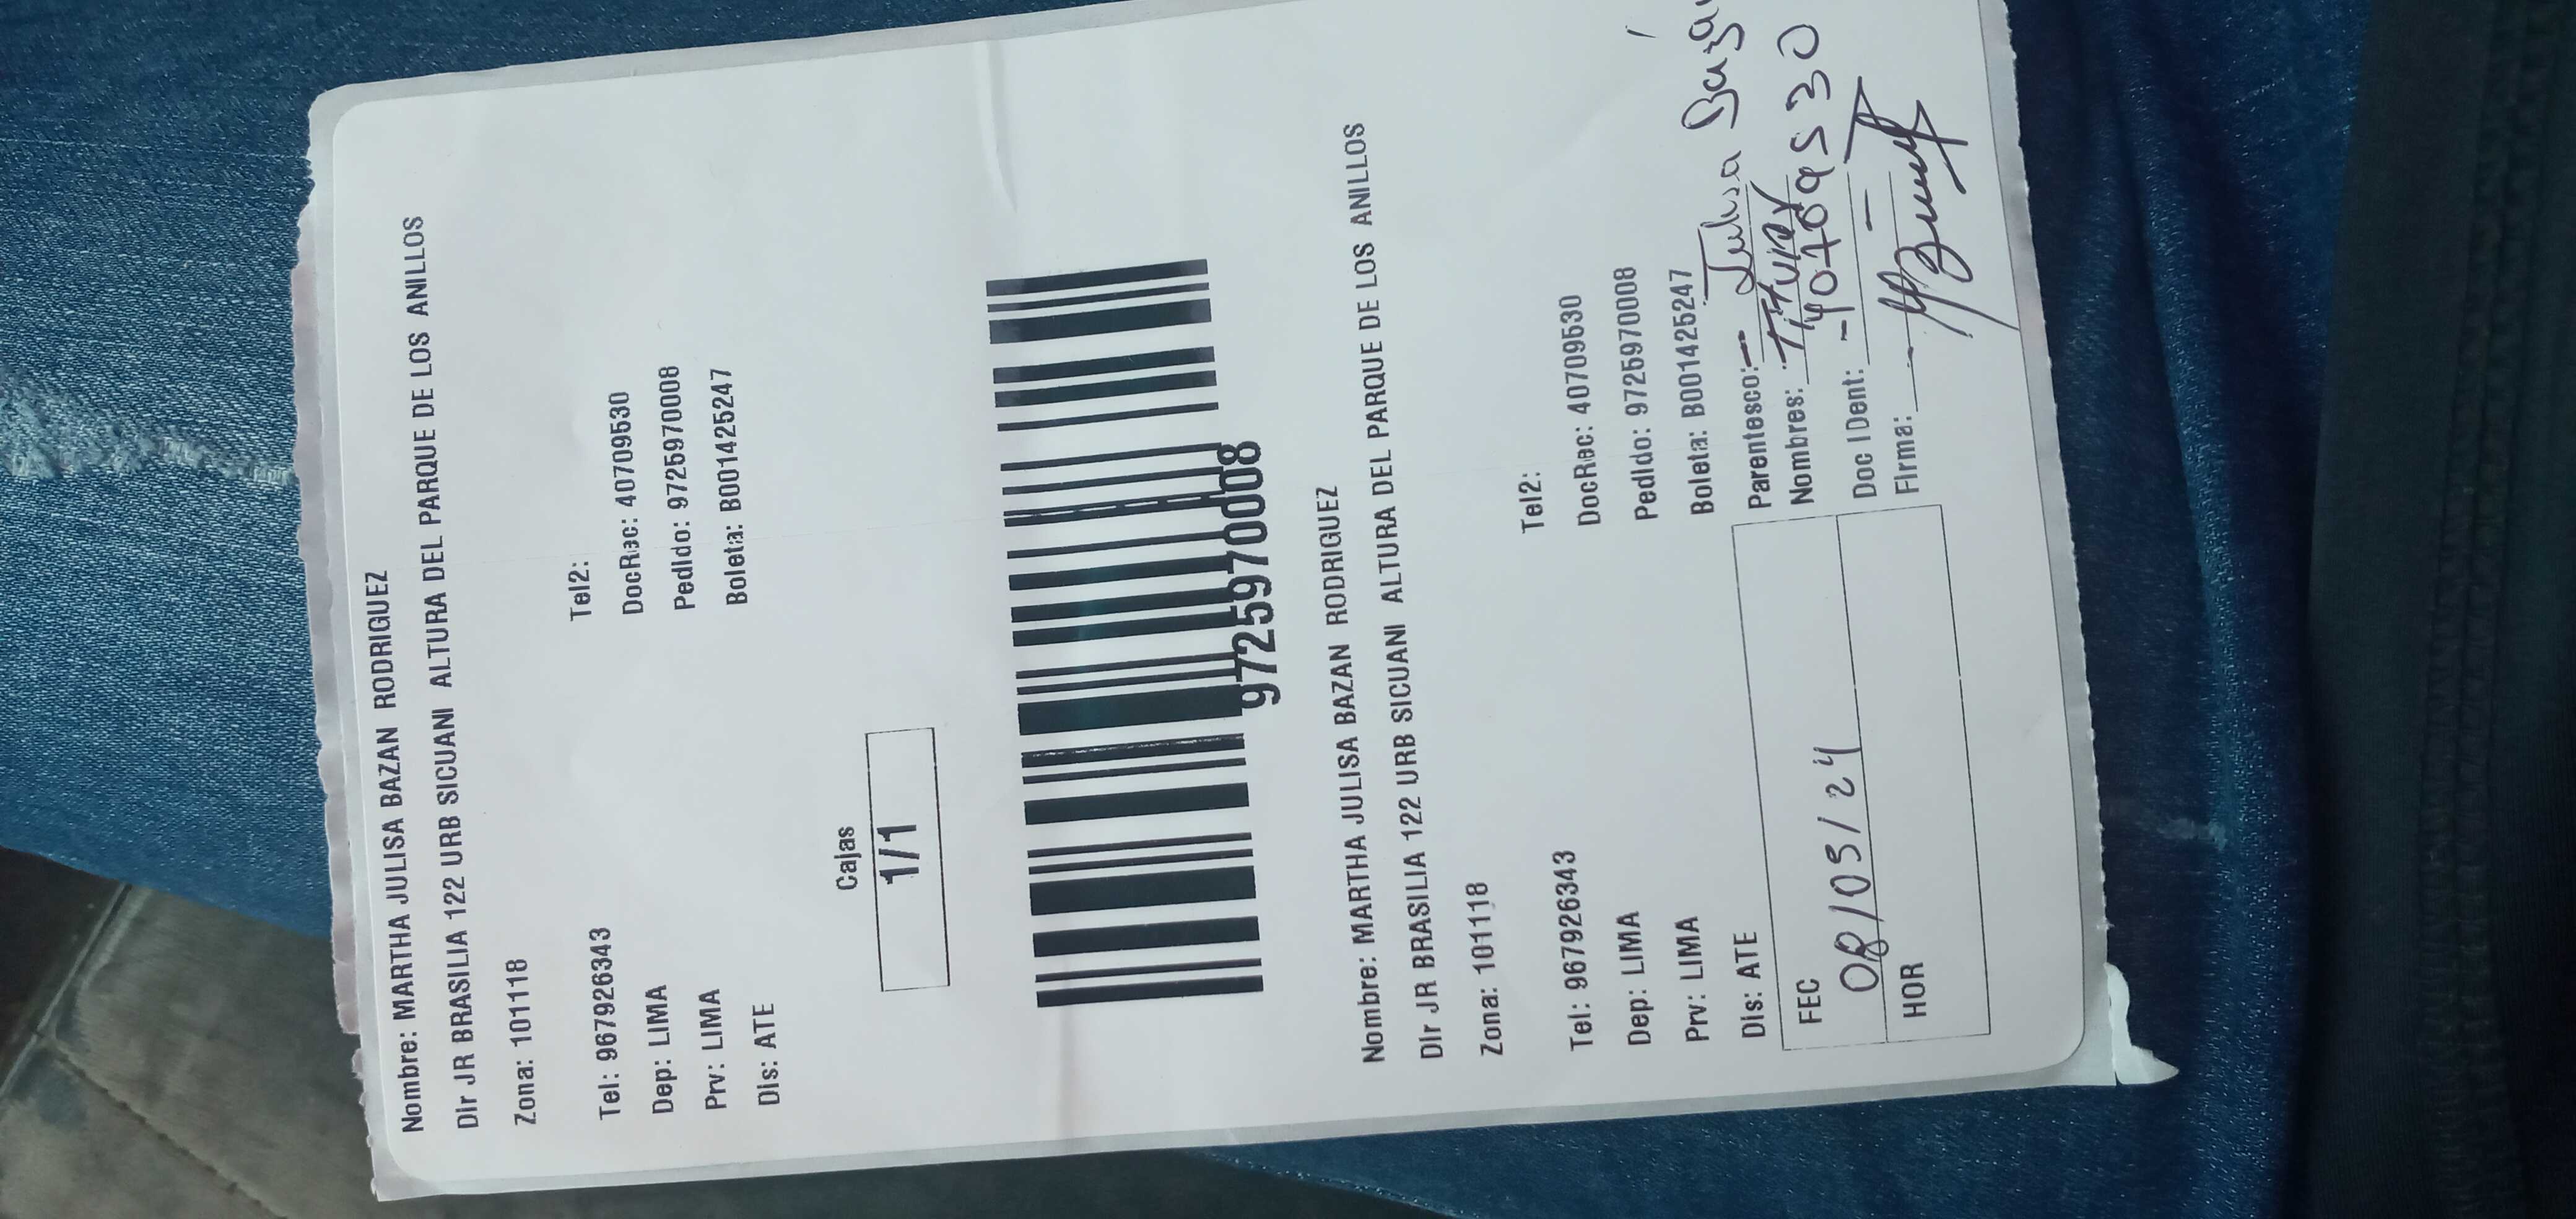 Nombre: MARTHA JULISA BAZAN RODRIGUEZ
Dir JR BRASILIA 122 URB SICUANI ALTURA DEL PARQUE DE LOS ANILLOS
Zona: 101118
Tel: 967926343 Tel2:
Dep: LIMA DocRec: 40709530
Prv: LIMA Pedido: 9725970008
Dis: ATE Boleta: B001425247
Cajas
1/1
9725970008
Nombre: MARTHA JULISA BAZAN RODRIGUEZ
Dir JR BRASILIA 122 URB SICUANI ALTURA DEL PARQUE DE LOS ANILLOS
Zona: 101118
Tel: 967926343 Tel2:
Dep: LIMA DocRec: 40709530
Prv: LIMA Pedido: 9725970008
Dis: ATE Boleta: B001425247
FEC 08/05/24 Parentesco: Julisa Bazán
Nombres: Titular
HOR Doc IDent: 40709530
Firma: